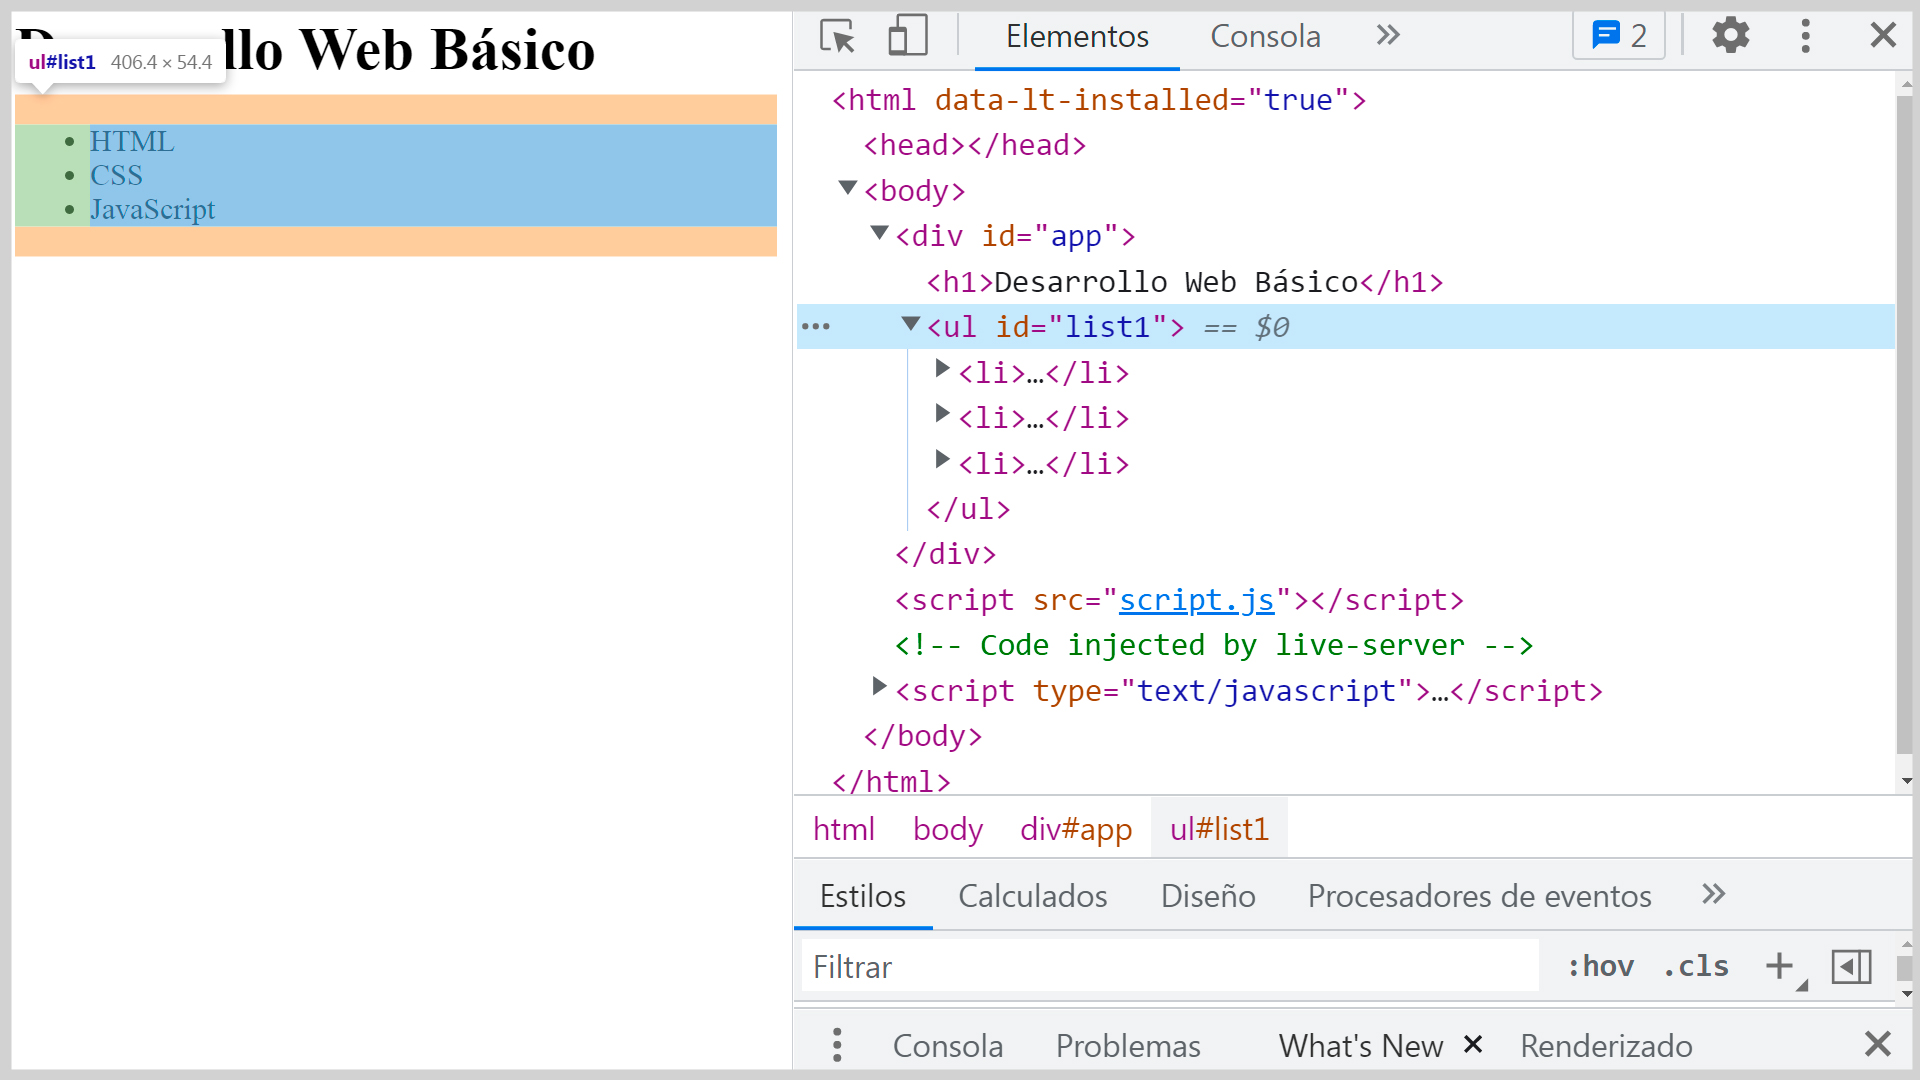 llo Web Básico
ul#list1 406.4 × 54.4
• HTML
• CSS
• JavaScript
Elementos Consola 2
<html data-lt-installed="true">
<head></head>
<body>
<div id="app">
<h1>Desarrollo Web Básico</h1>
<ul id="list1"> == $0
<li>…</li>
<li>…</li>
<li>…</li>
</ul>
</div>
<script src="script.js"></script>
<!-- Code injected by live-server -->
<script type="text/javascript">…</script>
</body>
</html>
html body div#app ul#list1
Estilos Calculados Diseño Procesadores de eventos
Filtrar :hov .cls
Consola Problemas What's New Renderizado